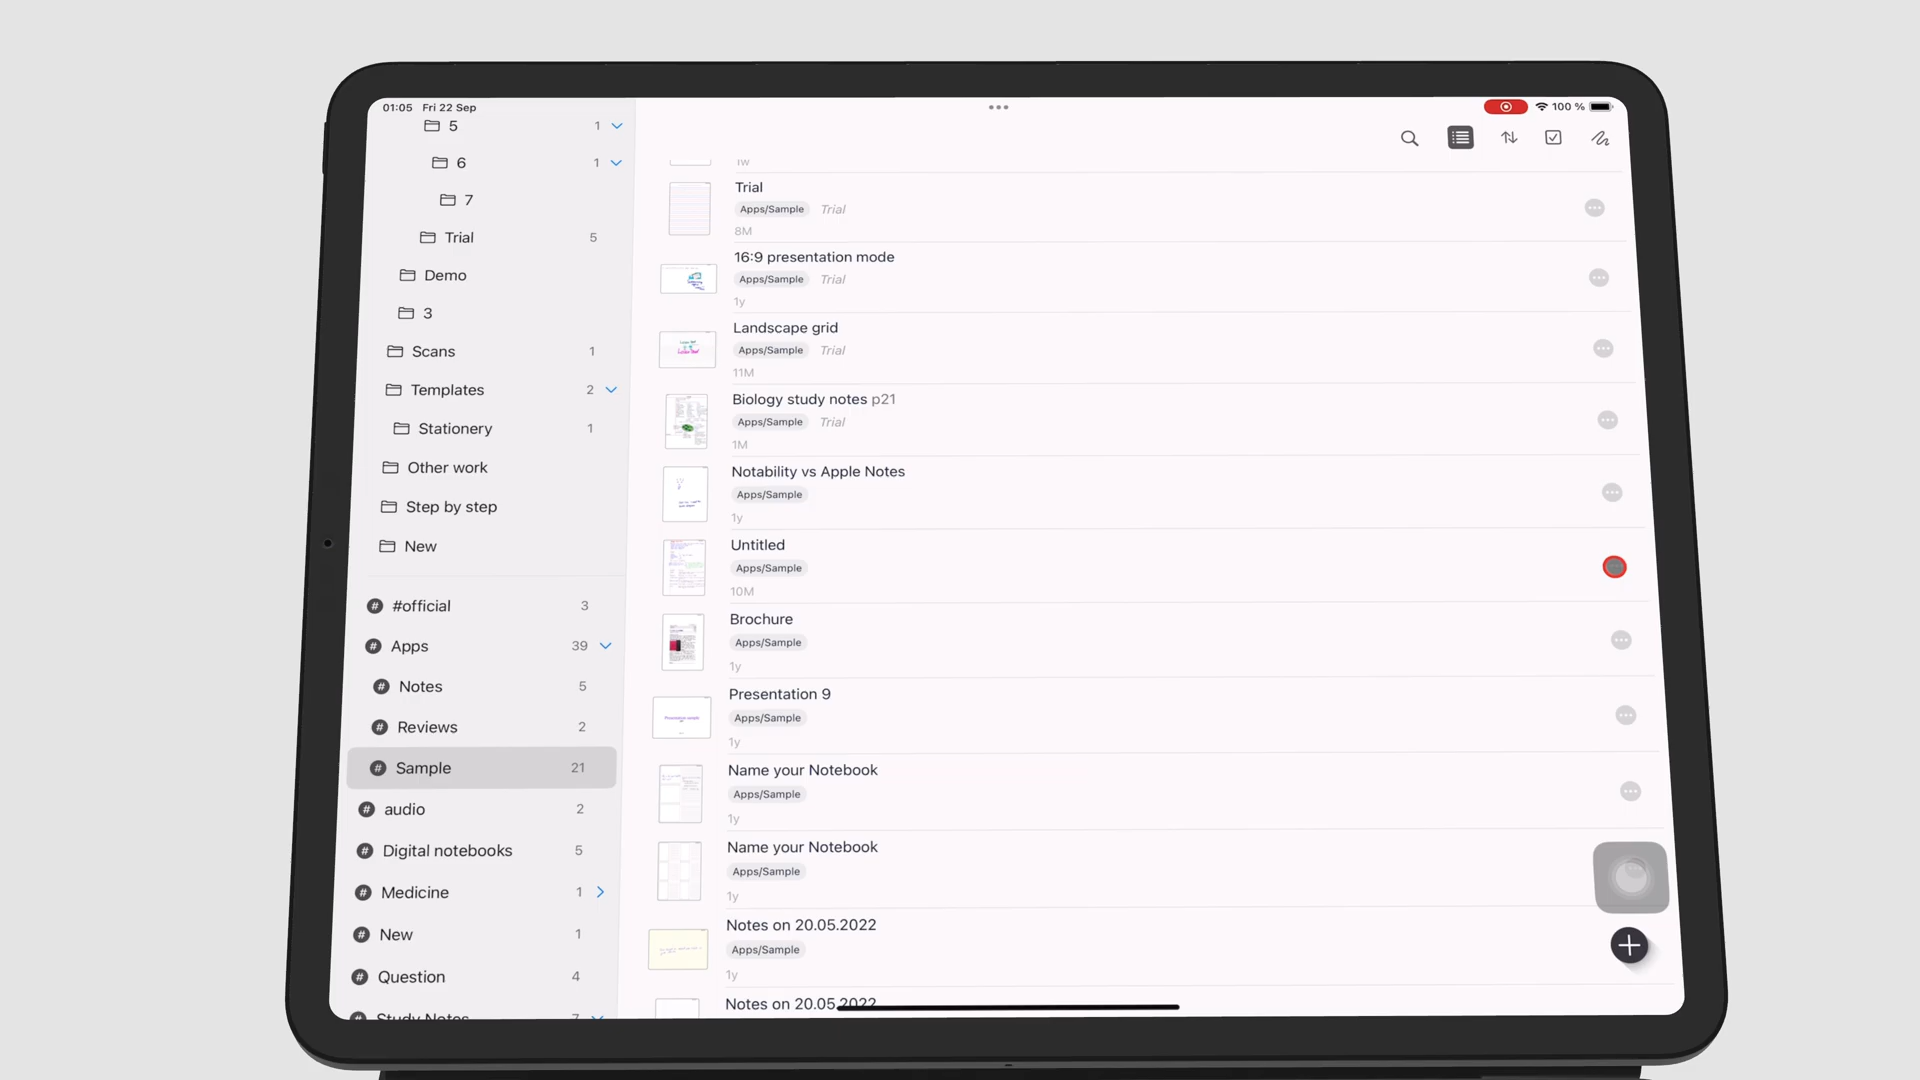 01:05 Fri 22 Sep
100 %
5 1
6 1
7
Trial 5
Demo
3
Scans 1
Templates 2
Stationery 1
Other work
Step by step
New
# #official 3
# Apps 39
# Notes 5
# Reviews 2
# Sample 21
# audio 2
# Digital notebooks 5
# Medicine 1
# New 1
# Question 4
# Study Notes 7
1w
Trial
Apps/Sample Trial
8M
16:9 presentation mode
Apps/Sample Trial
1y
Landscape grid
Apps/Sample Trial
11M
Biology study notes p21
Apps/Sample Trial
1M
Notability vs Apple Notes
Apps/Sample
1y
Untitled
Apps/Sample
10M
Brochure
Apps/Sample
1y
Presentation 9
Apps/Sample
1y
Name your Notebook
Apps/Sample
1y
Name your Notebook
Apps/Sample
1y
Notes on 20.05.2022
Apps/Sample
1y
Notes on 20.05.2022